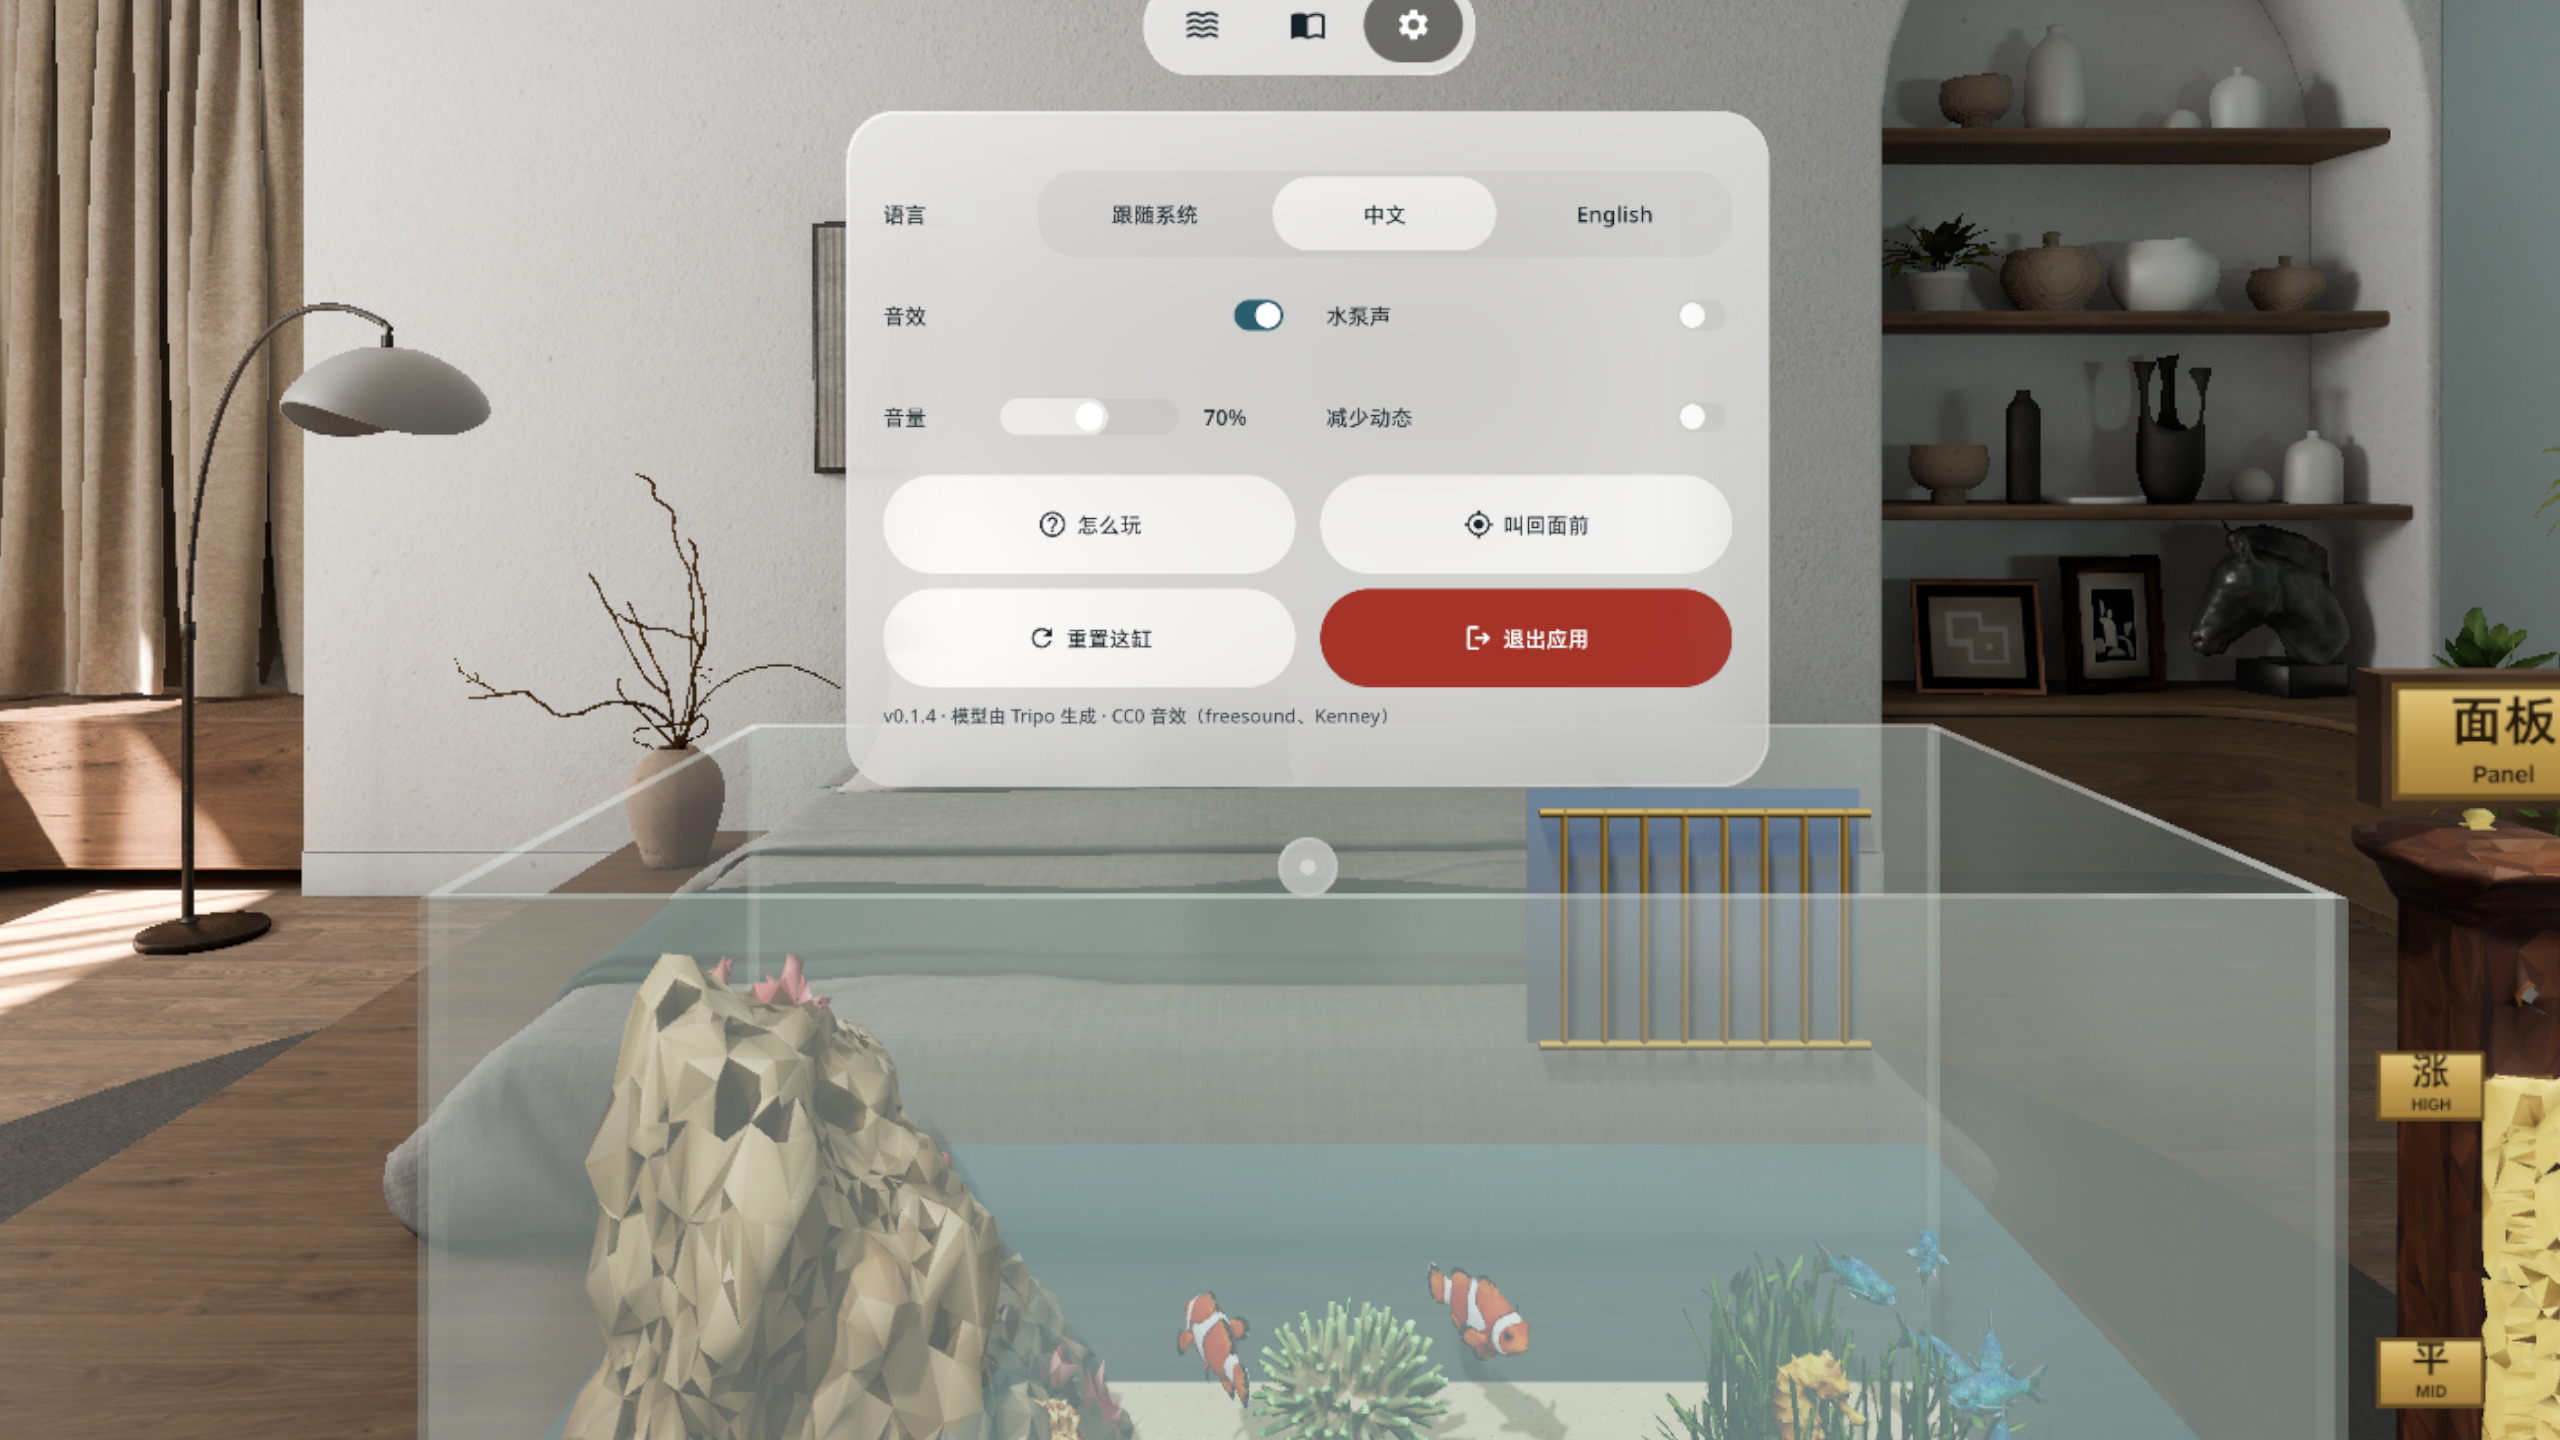 语言
跟随系统
中文
English
音效
水泵声
音量
70%
减少动态
怎么玩
叫回面前
重置这缸
退出应用
v0.1.4 · 模型由 Tripo 生成 · CC0 音效（freesound、Kenney）
面板
Panel
涨
HIGH
平
MID